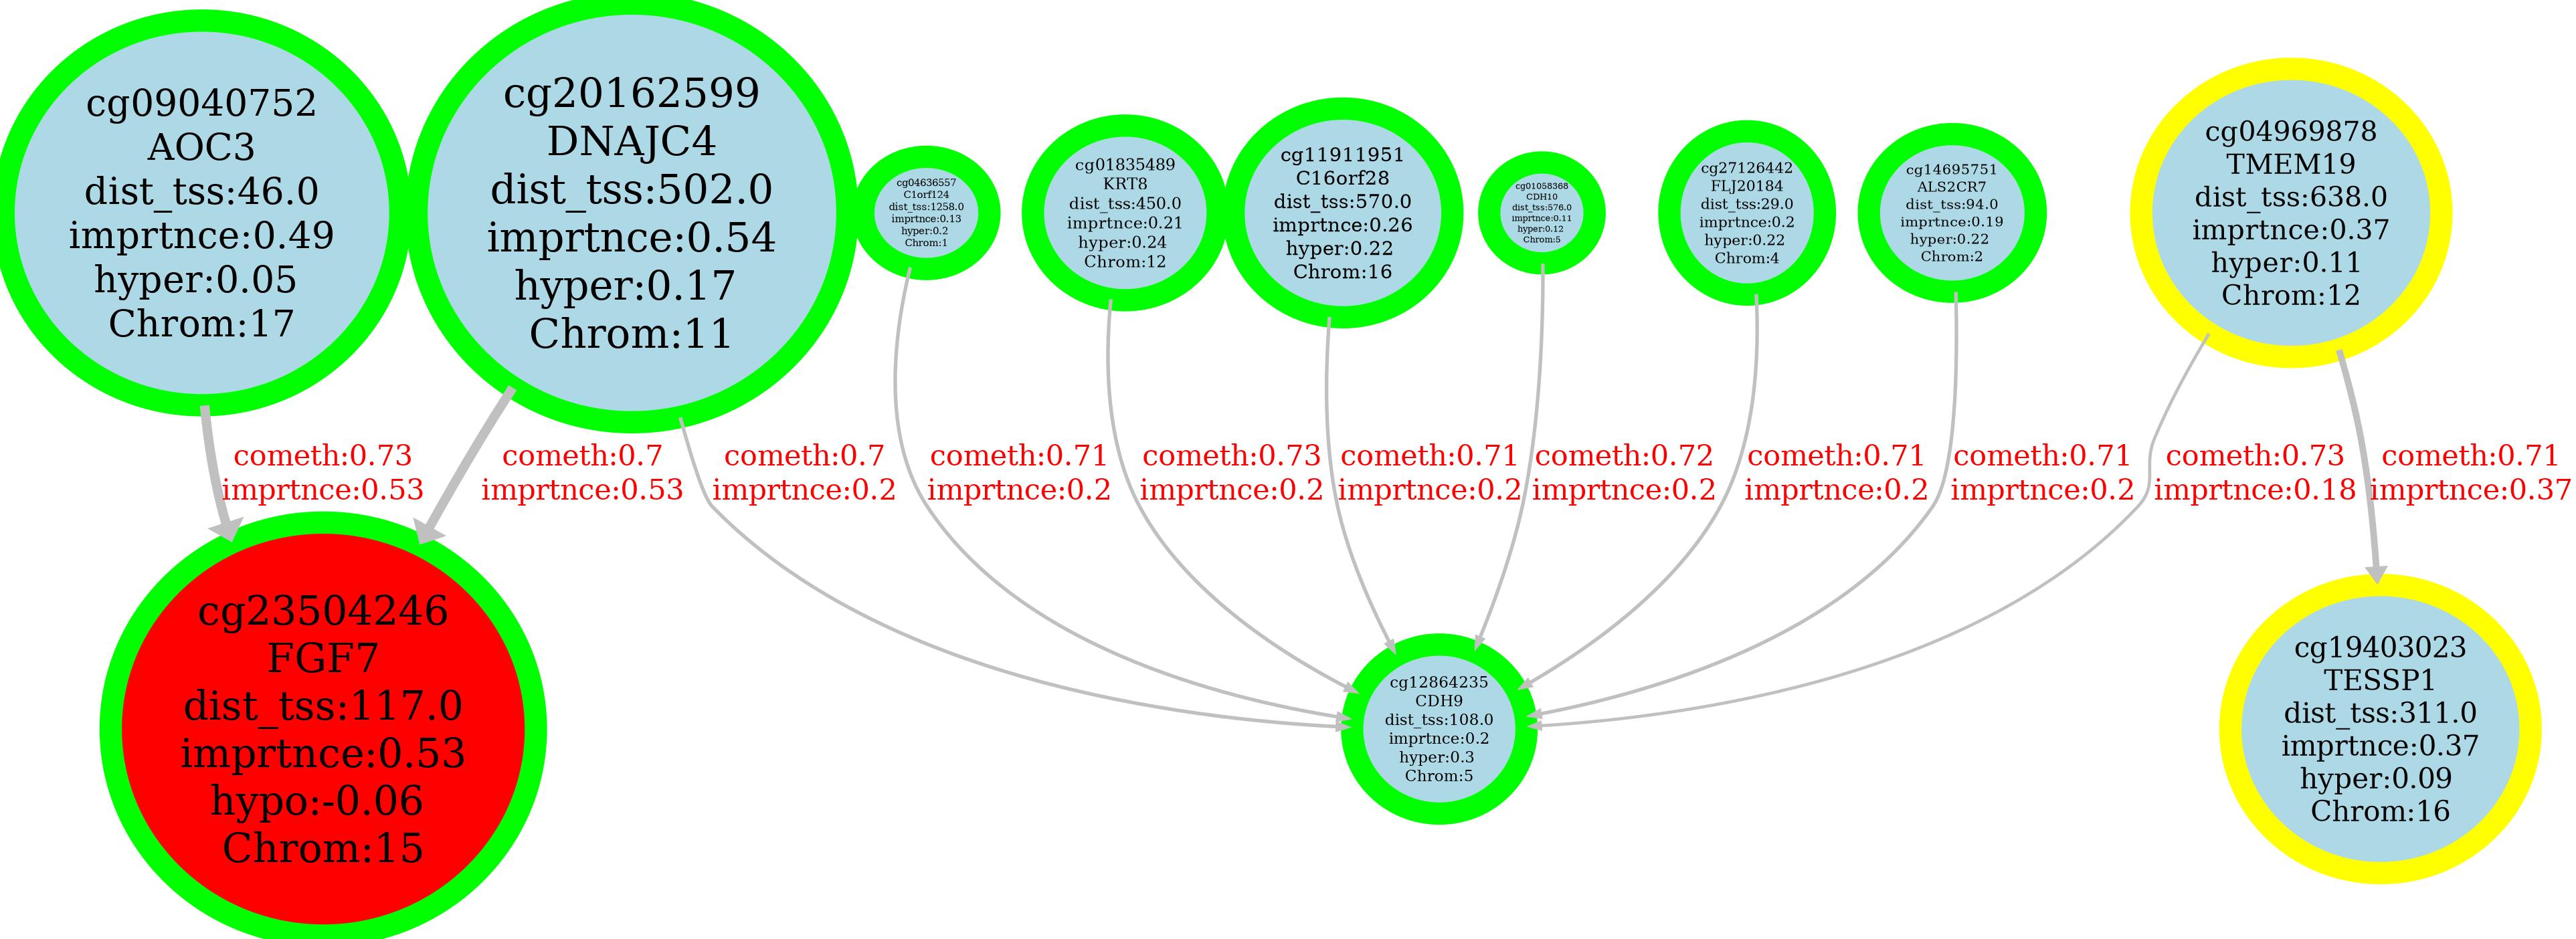 cg09040752
AOC3
dist_tss:46.0
imprtnce:0.49
hyper:0.05
Chrom:17
cg20162599
DNAJC4
dist_tss:502.0
imprtnce:0.54
hyper:0.17
Chrom:11
cg04636557
C1orf124
dist_tss:1258.0
imprtnce:0.13
hyper:0.2
Chrom:1
cg01835489
KRT8
dist_tss:450.0
imprtnce:0.21
hyper:0.24
Chrom:12
cg11911951
C16orf28
dist_tss:570.0
imprtnce:0.26
hyper:0.22
Chrom:16
cg01058368
CDH10
dist_tss:576.0
imprtnce:0.11
hyper:0.12
Chrom:5
cg27126442
FLJ20184
dist_tss:29.0
imprtnce:0.2
hyper:0.22
Chrom:4
cg14695751
ALS2CR7
dist_tss:94.0
imprtnce:0.19
hyper:0.22
Chrom:2
cg04969878
TMEM19
dist_tss:638.0
imprtnce:0.37
hyper:0.11
Chrom:12
cometh:0.73
imprtnce:0.53
cometh:0.7
imprtnce:0.53
cometh:0.7
imprtnce:0.2
cometh:0.71
imprtnce:0.2
cometh:0.73
imprtnce:0.2
cometh:0.71
imprtnce:0.2
cometh:0.72
imprtnce:0.2
cometh:0.71
imprtnce:0.2
cometh:0.71
imprtnce:0.2
cometh:0.73
imprtnce:0.18
cometh:0.71
imprtnce:0.37
cg23504246
FGF7
dist_tss:117.0
imprtnce:0.53
hypo:-0.06
Chrom:15
cg12864235
CDH9
dist_tss:108.0
imprtnce:0.2
hyper:0.3
Chrom:5
cg19403023
TESSP1
dist_tss:311.0
imprtnce:0.37
hyper:0.09
Chrom:16